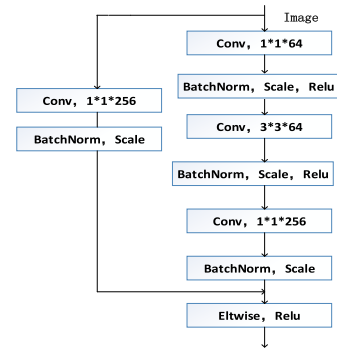 Image
Conv, 1*1*64
BatchNorm, Scale, Relu
Conv, 3*3*64
BatchNorm, Scale, Relu
Conv, 1*1*256
BatchNorm, Scale
Conv, 1*1*256
BatchNorm, Scale
Eltwise, Relu